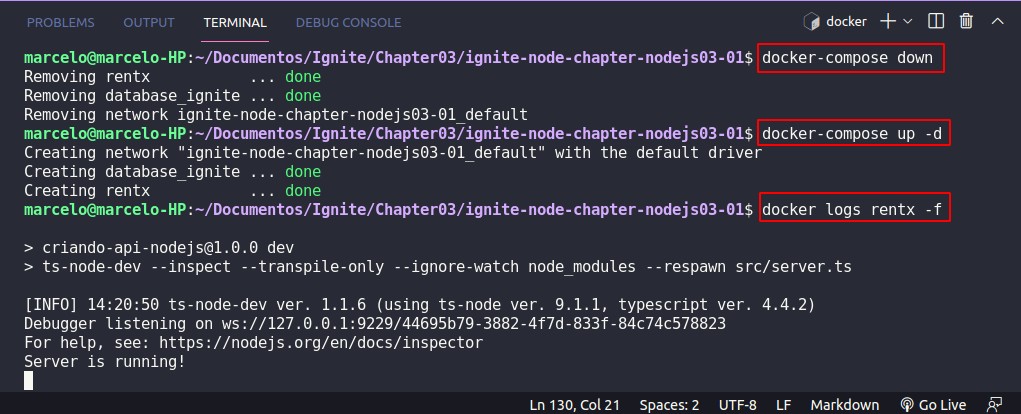 PROBLEMS OUTPUT TERMINAL DEBUG CONSOLE docker
marcelo@marcelo-HP:~/Documentos/Ignite/Chapter03/ignite-node-chapter-nodejs03-01$ docker-compose down
Removing rentx ... done
Removing database_ignite ... done
Removing network ignite-node-chapter-nodejs03-01_default
marcelo@marcelo-HP:~/Documentos/Ignite/Chapter03/ignite-node-chapter-nodejs03-01$ docker-compose up -d
Creating network "ignite-node-chapter-nodejs03-01_default" with the default driver
Creating database_ignite ... done
Creating rentx ... done
marcelo@marcelo-HP:~/Documentos/Ignite/Chapter03/ignite-node-chapter-nodejs03-01$ docker logs rentx -f
> criando-api-nodejs@1.0.0 dev
> ts-node-dev --inspect --transpile-only --ignore-watch node_modules --respawn src/server.ts
[INFO] 14:20:50 ts-node-dev ver. 1.1.6 (using ts-node ver. 9.1.1, typescript ver. 4.4.2)
Debugger listening on ws://127.0.0.1:9229/44695b79-3882-4f7d-833f-84c74c578823
For help, see: https://nodejs.org/en/docs/inspector
Server is running!
Ln 130, Col 21 Spaces: 2 UTF-8 LF Markdown Go Live